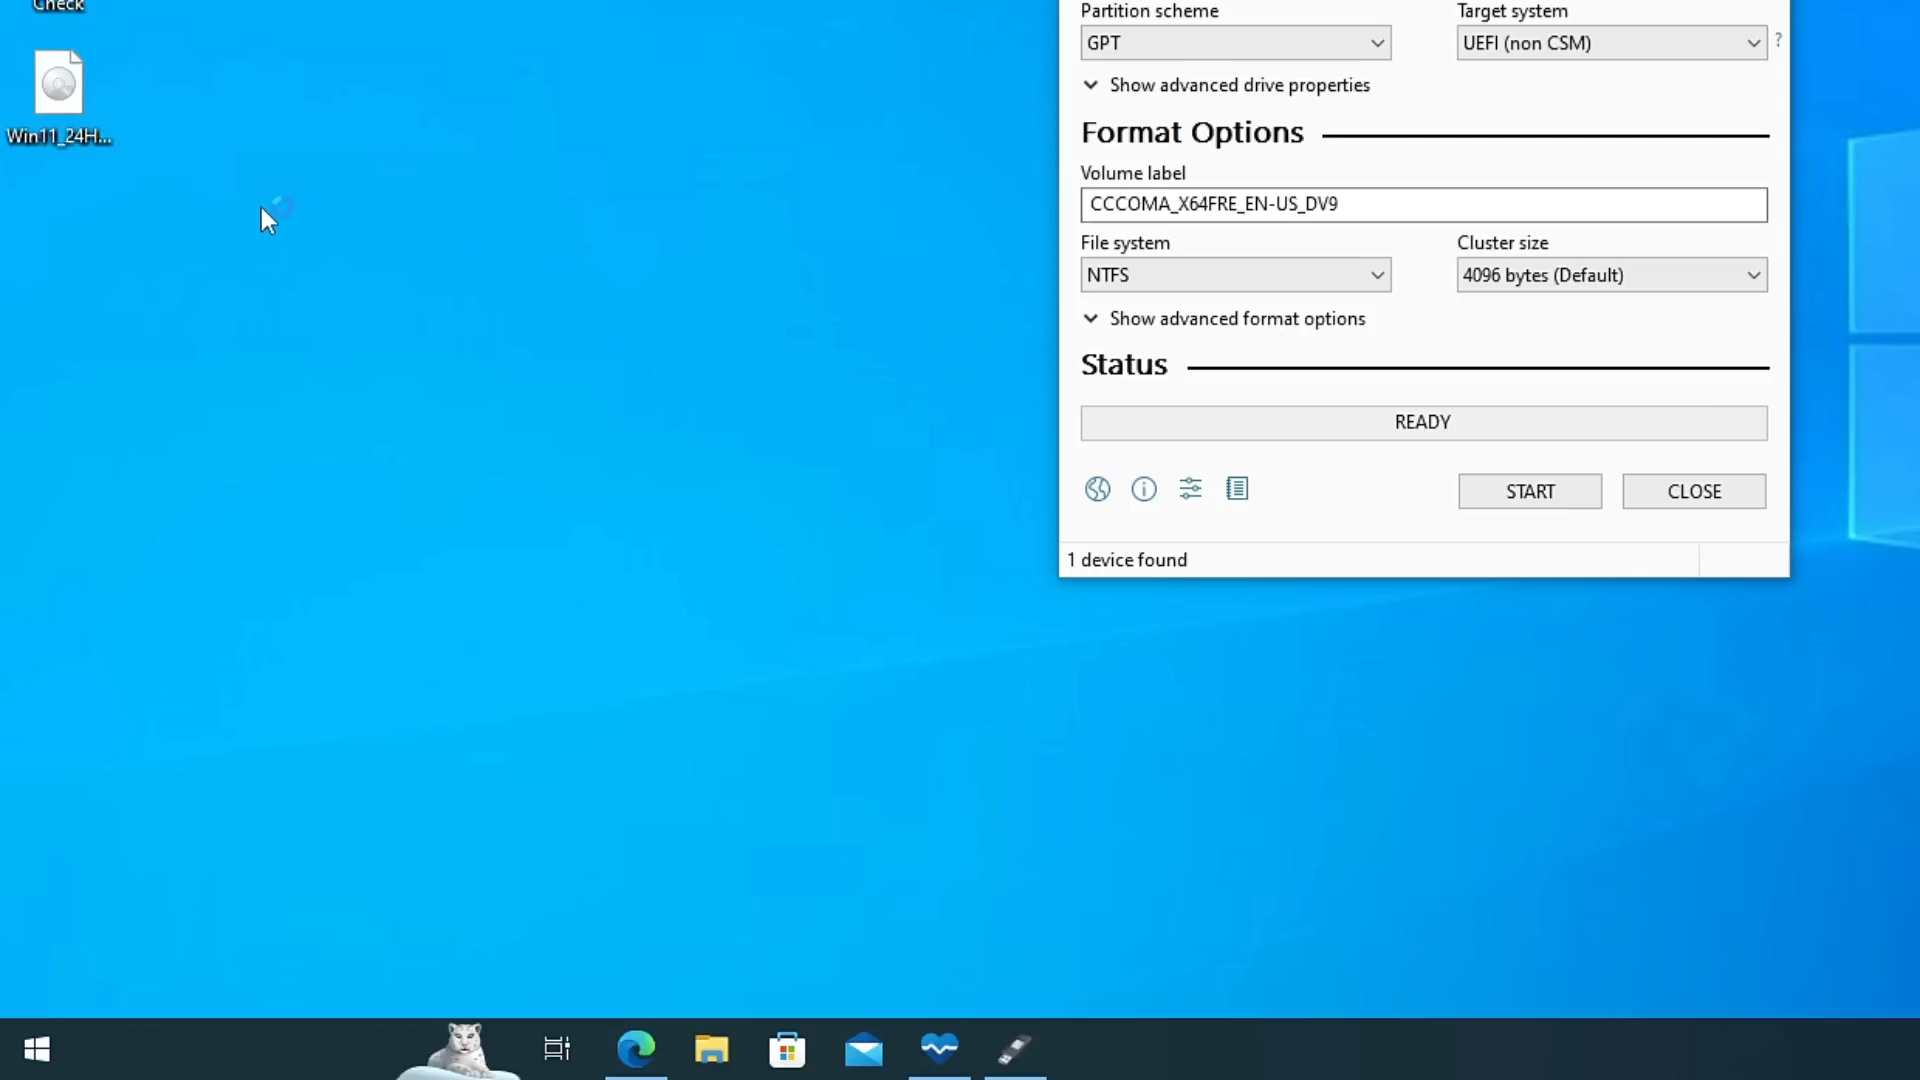 Check
Win11_24H...
Partition scheme
Target system
GPT
UEFI (non CSM)
?
Show advanced drive properties
Format Options
Volume label
CCCOMA_X64FRE_EN-US_DV9
File system
Cluster size
NTFS
4096 bytes (Default)
Show advanced format options
Status
READY
START
CLOSE
1 device found